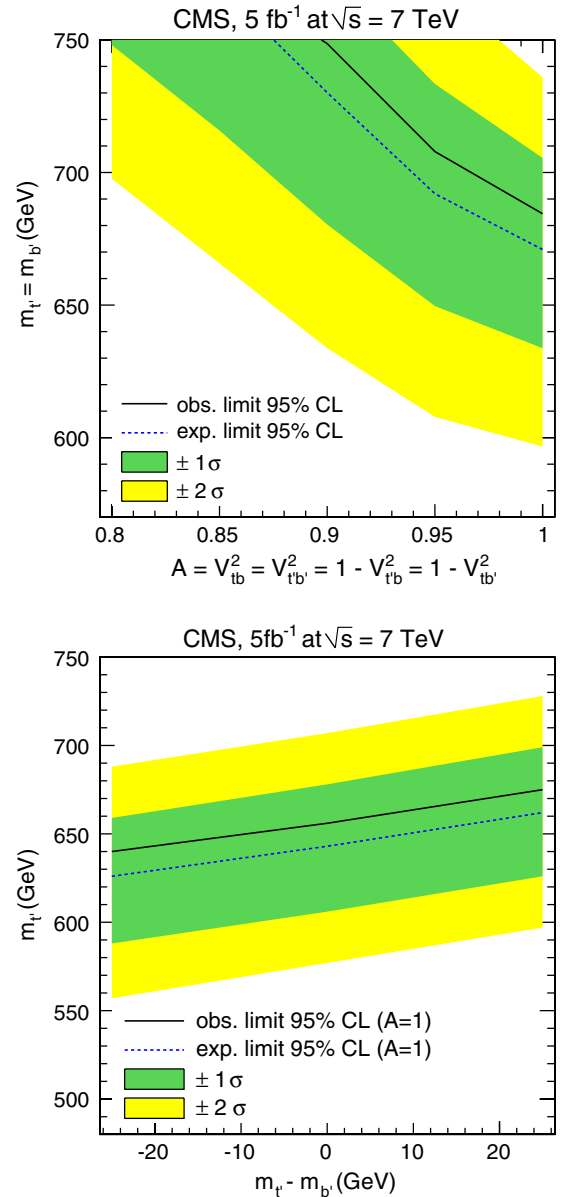 CMS, 5 fb⁻¹ at √s = 7 TeV
750
700
650
600
m_t' = m_b' (GeV)
obs. limit 95% CL
exp. limit 95% CL
± 1σ
± 2 σ
0.8 0.85 0.9 0.95 1
A = V²_tb = V²_t'b' = 1 - V²_t'b = 1 - V²_tb'
CMS, 5fb⁻¹ at √s = 7 TeV
750
700
650
600
550
500
m_t' (GeV)
obs. limit 95% CL (A=1)
exp. limit 95% CL (A=1)
± 1σ
± 2 σ
-20 -10 0 10 20
m_t' - m_b' (GeV)